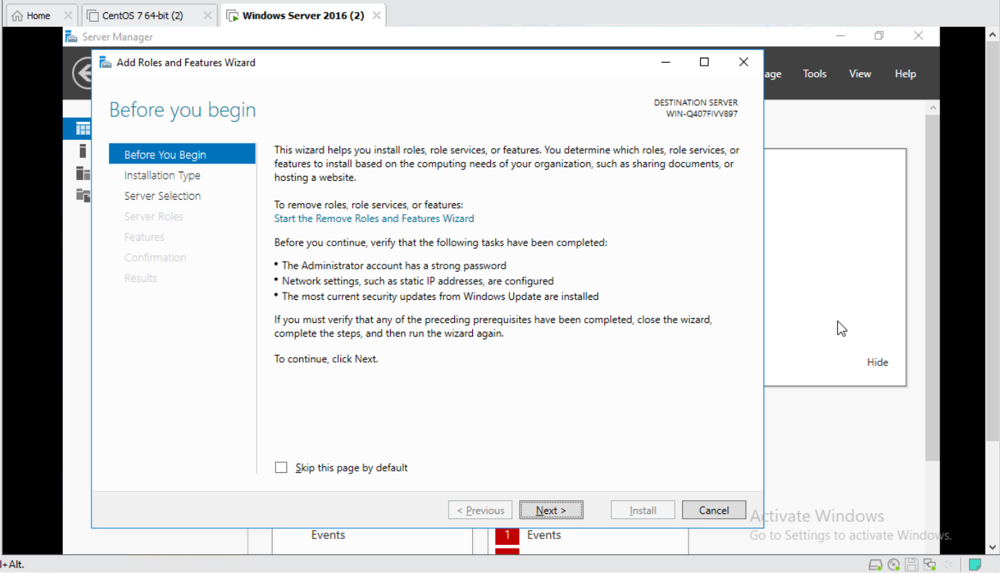 Home
CentOS 7 64-bit (2)
Windows Server 2016 (2)
Server Manager
Add Roles and Features Wizard
age
Tools
View
Help
Before you begin
DESTINATION SERVER
WIN-Q407FIVV897
Before You Begin
Installation Type
Server Selection
Server Roles
Features
Confirmation
Results
This wizard helps you install roles, role services, or features. You determine which roles, role services, or
features to install based on the computing needs of your organization, such as sharing documents, or
hosting a website.
To remove roles, role services, or features:
Start the Remove Roles and Features Wizard
Before you continue, verify that the following tasks have been completed:
• The Administrator account has a strong password
• Network settings, such as static IP addresses, are configured
• The most current security updates from Windows Update are installed
If you must verify that any of the preceding prerequisites have been completed, close the wizard,
complete the steps, and then run the wizard again.
To continue, click Next.
Hide
Skip this page by default
< Previous
Next >
Install
Cancel
Activate Windows
Go to Settings to activate Windows.
Events
1 Events
l+Alt.